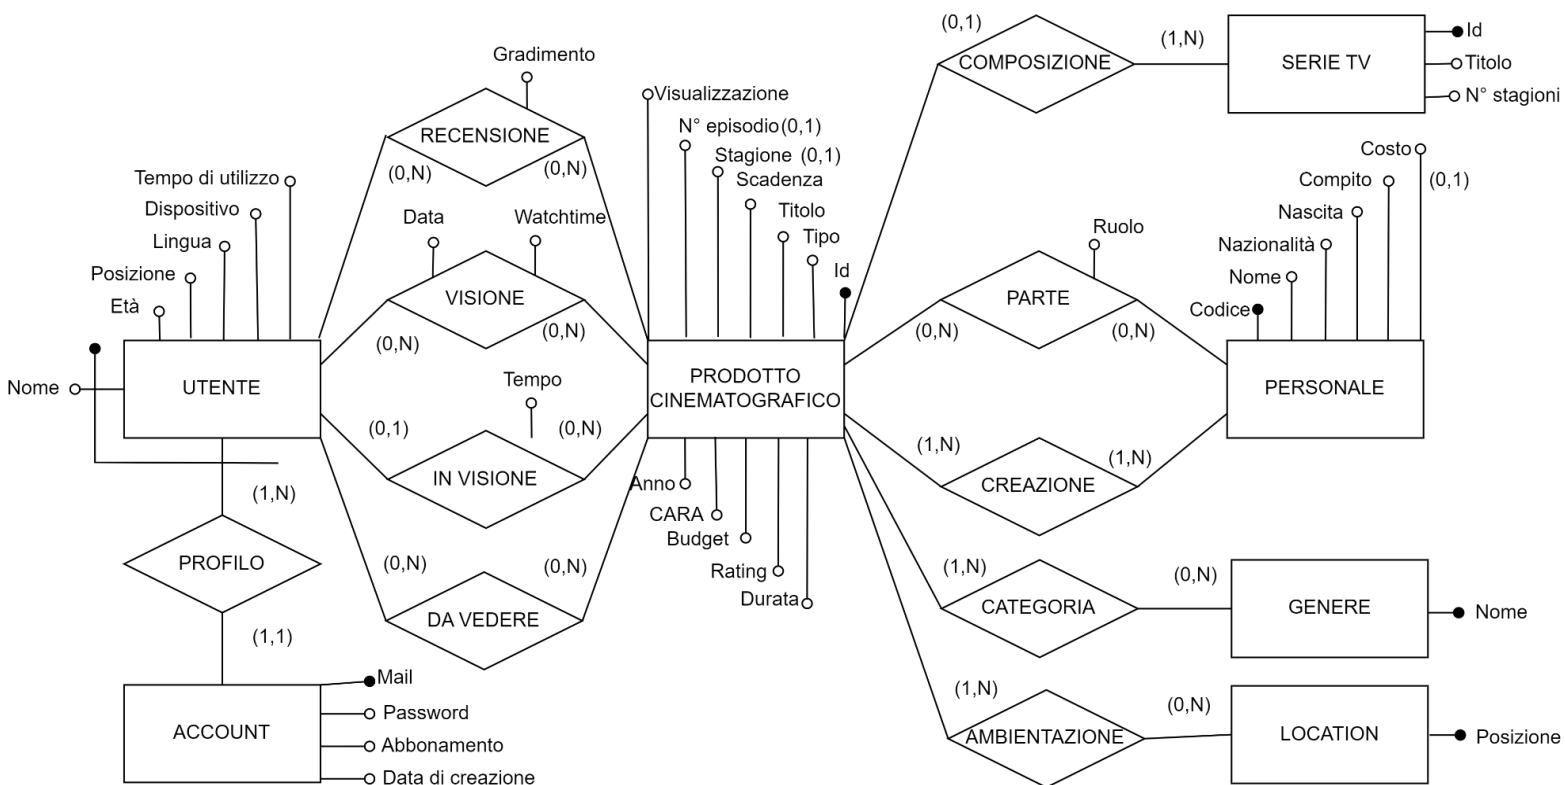 (0,1)
COMPOSIZIONE
(1,N)
SERIE TV
Id
Titolo
N° stagioni
Gradimento
RECENSIONE
(0,N)
(0,N)
Visualizzazione
N° episodio(0,1)
Stagione (0,1)
Scadenza
Titolo
Tipo
Id
Costo
(0,1)
Compito
Nascita
Nazionalità
Nome
Codice
Tempo di utilizzo
Dispositivo
Lingua
Posizione
Età
Nome
UTENTE
Data
Watchtime
VISIONE
(0,N)
(0,N)
Ruolo
PARTE
(0,N)
(0,N)
PRODOTTO
CINEMATOGRAFICO
PERSONALE
Tempo
(0,1)
(0,N)
IN VISIONE
(1,N)
(1,N)
CREAZIONE
Anno
CARA
Budget
Rating
Durata
(1,N)
PROFILO
(1,1)
(0,N)
(0,N)
DA VEDERE
(1,N)
CATEGORIA
(0,N)
GENERE
Nome
(1,N)
AMBIENTAZIONE
(0,N)
LOCATION
Posizione
ACCOUNT
Mail
Password
Abbonamento
Data di creazione